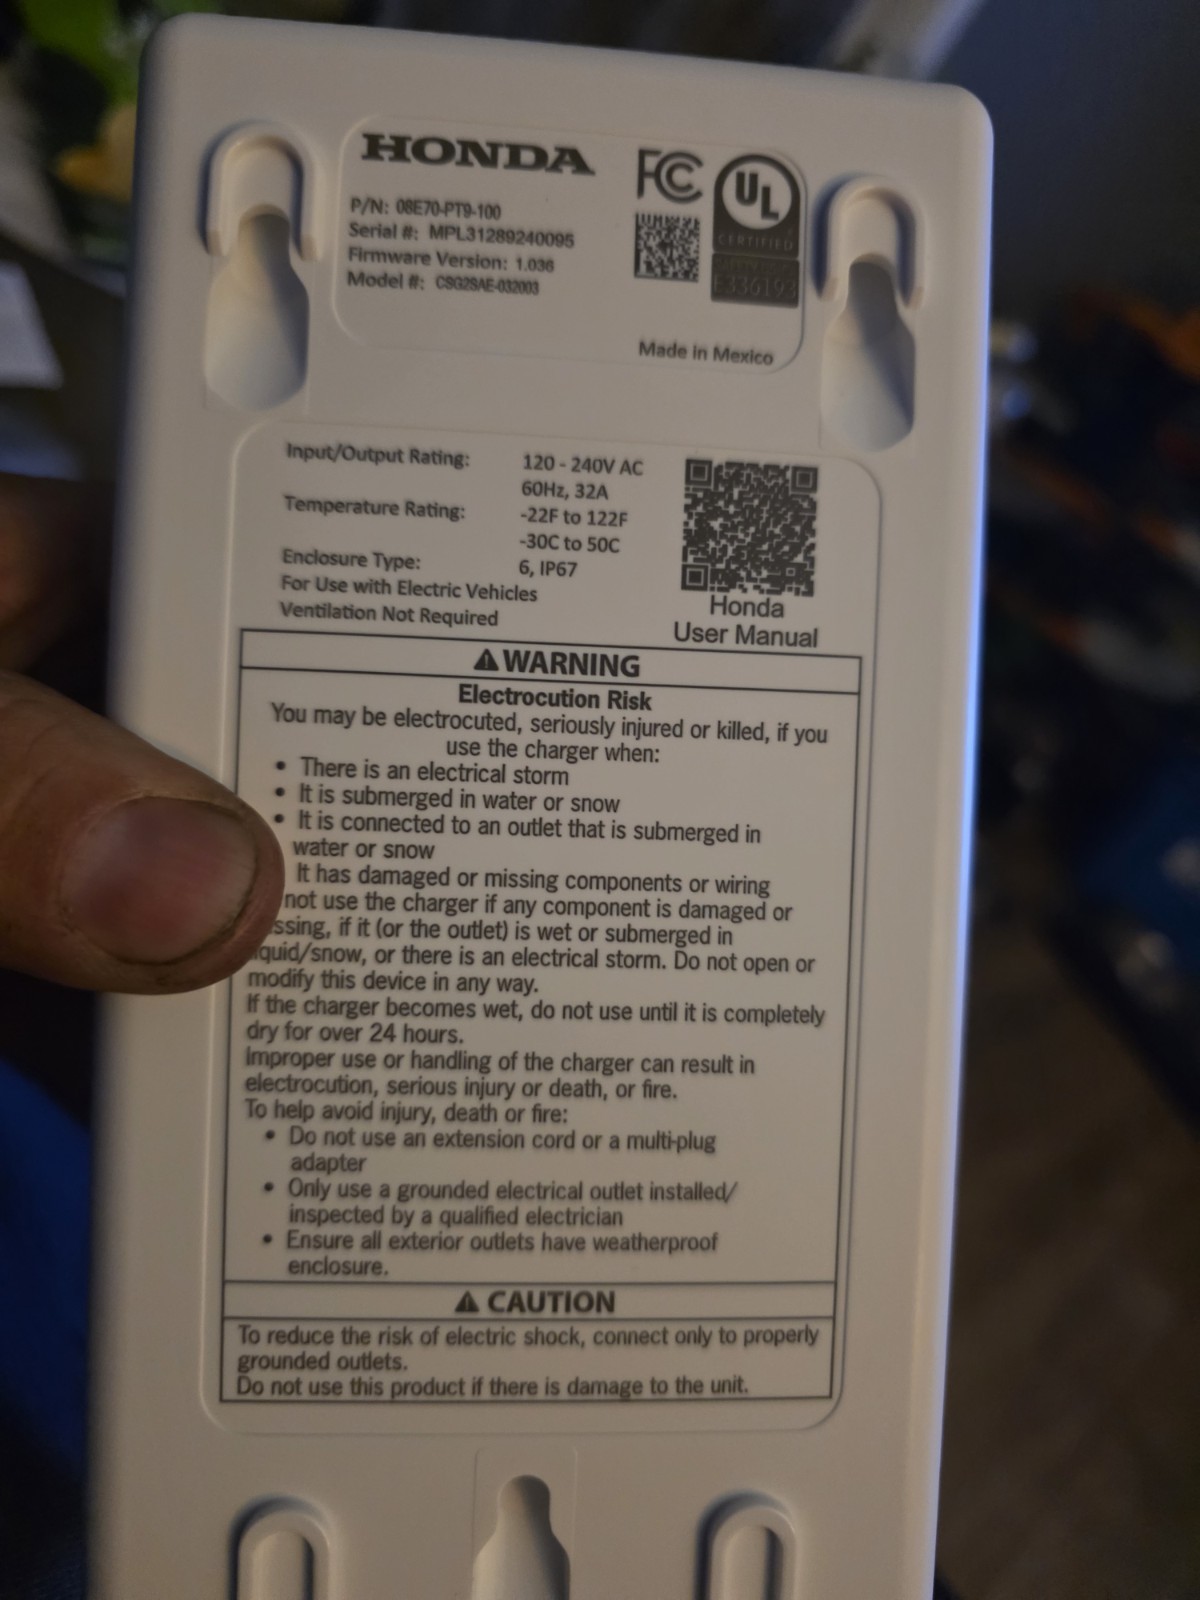 HONDA
P/N: 08E70-PT9-100
Serial #: MPL31289240095
Firmware Version: 1.036
Model #: CSG2SAE-032003
FC
UL
CERTIFIED
E336193
Made in Mexico
Input/Output Rating: 120 - 240V AC
60Hz, 32A
Temperature Rating: -22F to 122F
-30C to 50C
Enclosure Type: 6, IP67
For Use with Electric Vehicles
Ventilation Not Required
Honda
User Manual
WARNING
Electrocution Risk
You may be electrocuted, seriously injured or killed, if you
use the charger when:
• There is an electrical storm
• It is submerged in water or snow
• It is connected to an outlet that is submerged in
water or snow
It has damaged or missing components or wiring
not use the charger if any component is damaged or
ssing, if it (or the outlet) is wet or submerged in
quid/snow, or there is an electrical storm. Do not open or
modify this device in any way.
If the charger becomes wet, do not use until it is completely
dry for over 24 hours.
Improper use or handling of the charger can result in
electrocution, serious injury or death, or fire.
To help avoid injury, death or fire:
• Do not use an extension cord or a multi-plug
adapter
• Only use a grounded electrical outlet installed/
inspected by a qualified electrician
• Ensure all exterior outlets have weatherproof
enclosure.
CAUTION
To reduce the risk of electric shock, connect only to properly
grounded outlets.
Do not use this product if there is damage to the unit.